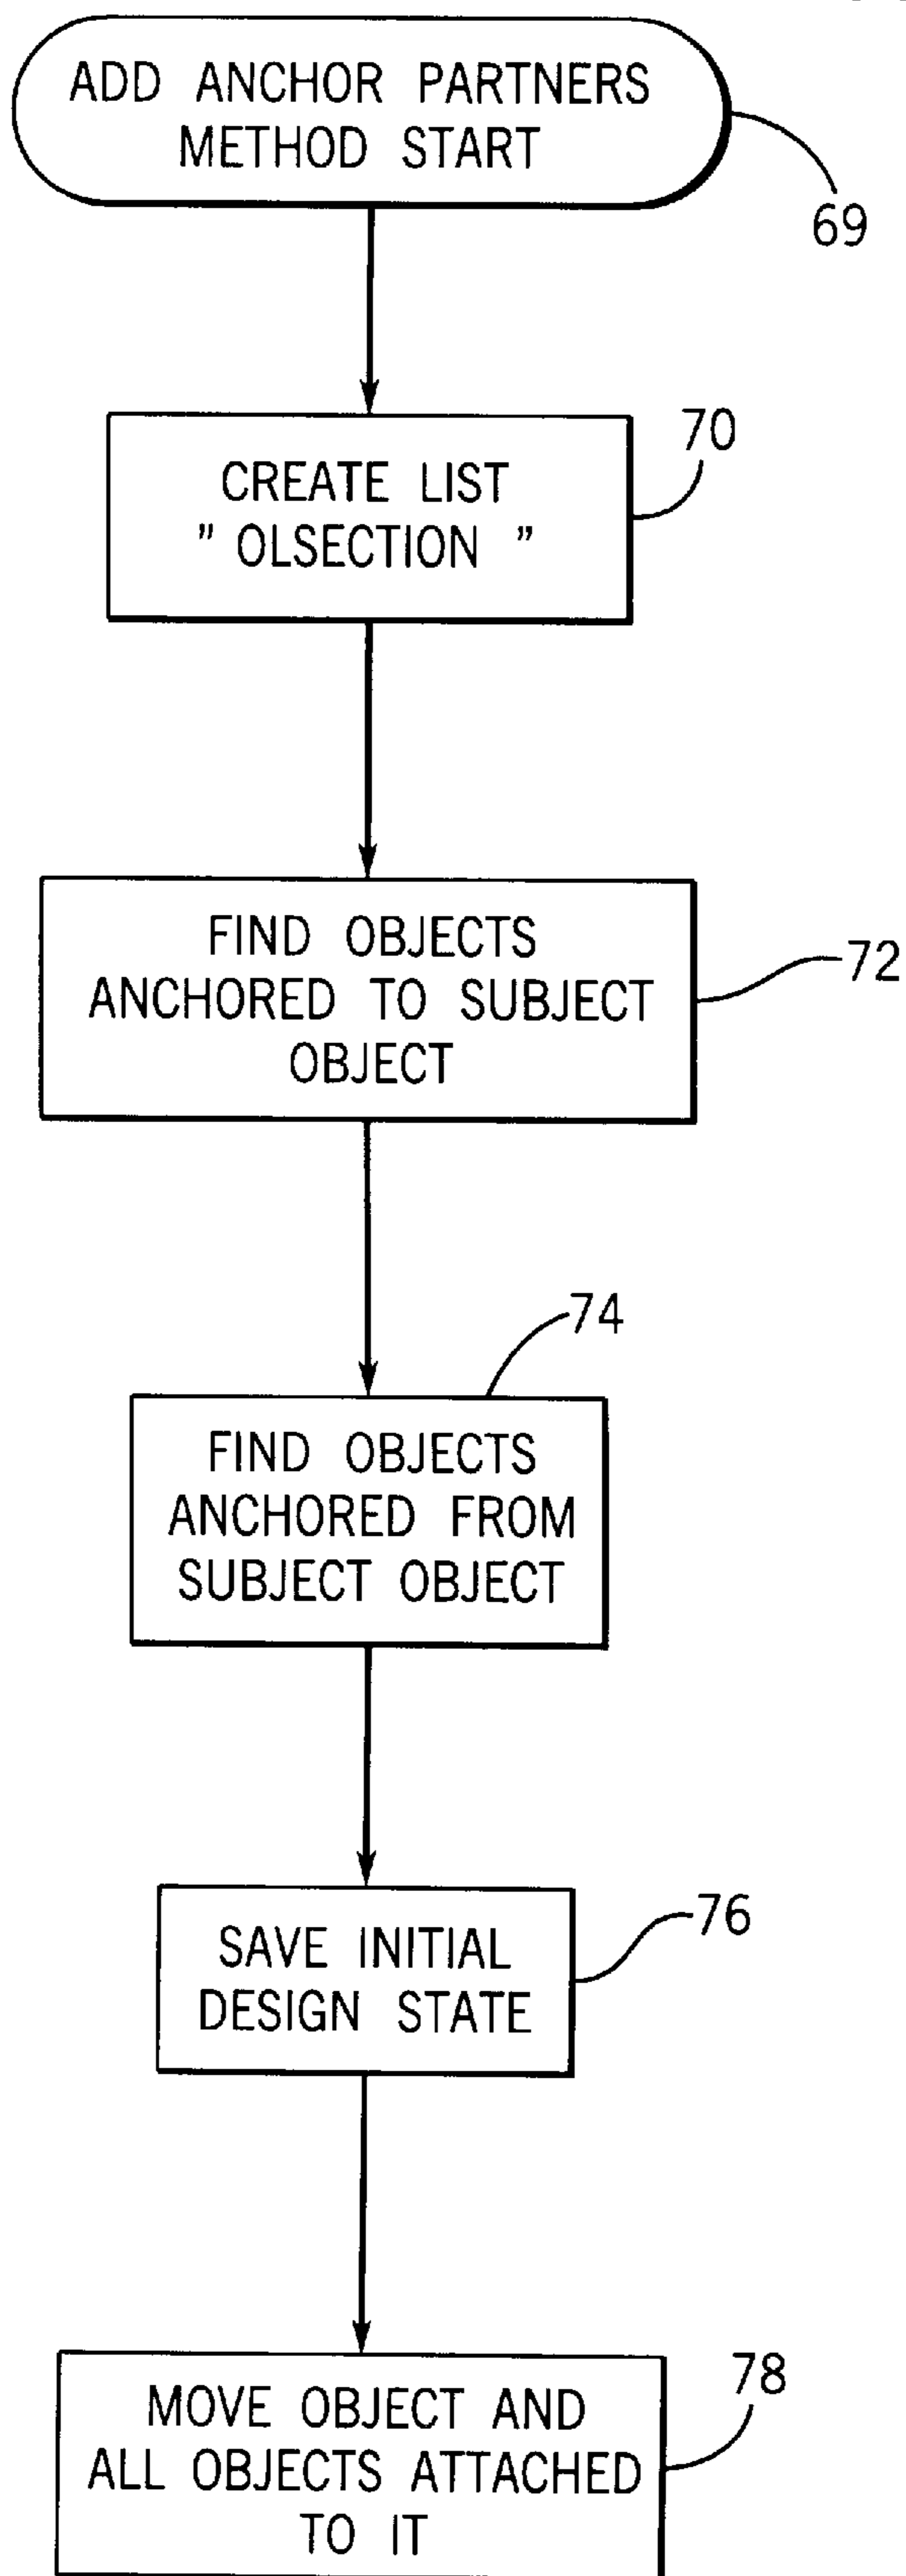 ADD ANCHOR PARTNERS
METHOD START
69
CREATE LIST
" OLSECTION "
70
FIND OBJECTS
ANCHORED TO SUBJECT
OBJECT
72
74
FIND OBJECTS
ANCHORED FROM
SUBJECT OBJECT
SAVE INITIAL
DESIGN STATE
76
MOVE OBJECT AND
ALL OBJECTS ATTACHED
TO IT
78